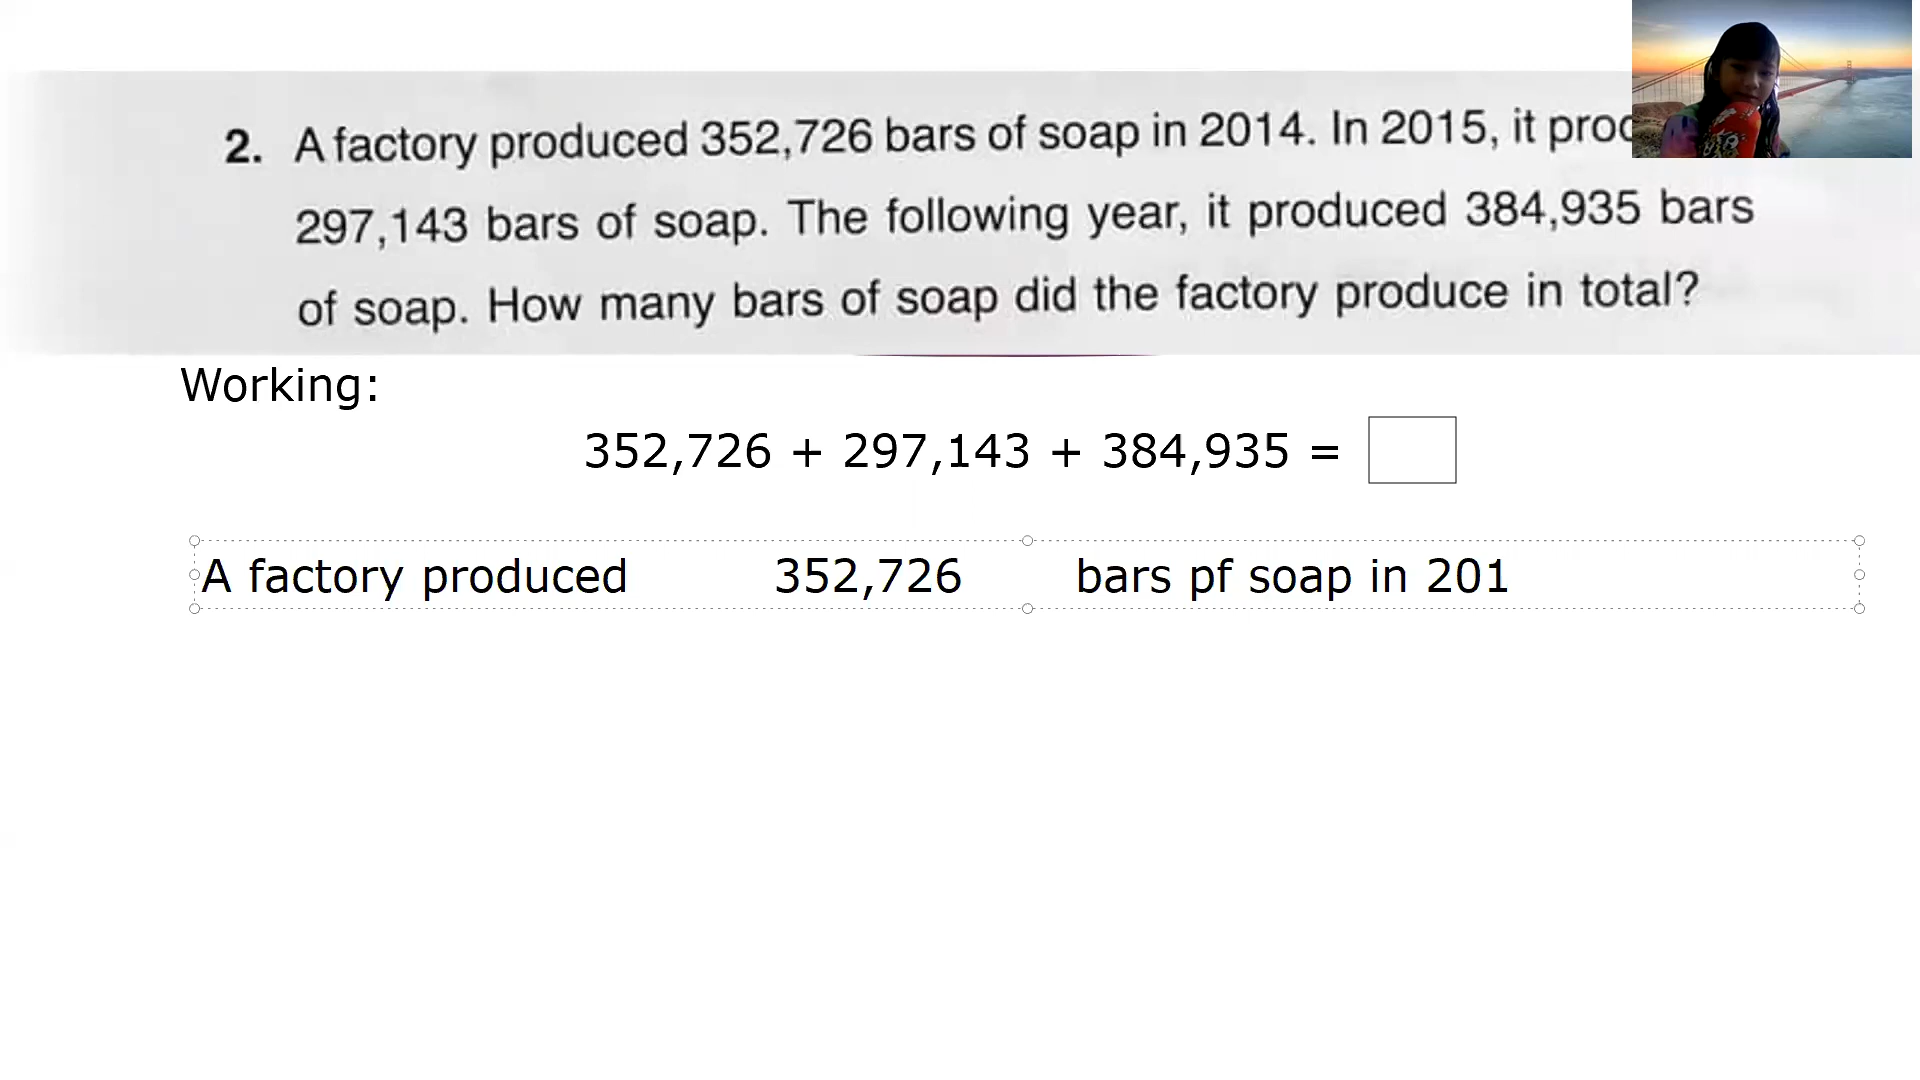 2. A factory produced 352,726 bars of soap in 2014. In 2015, it
297,143 bars of soap. The following year, it produced 384,935 bars
of soap. How many bars of soap did the factory produce in total?
Working:
352,726 + 297,143 + 384,935 =
A factory produced 352,726 bars pf soap in 201